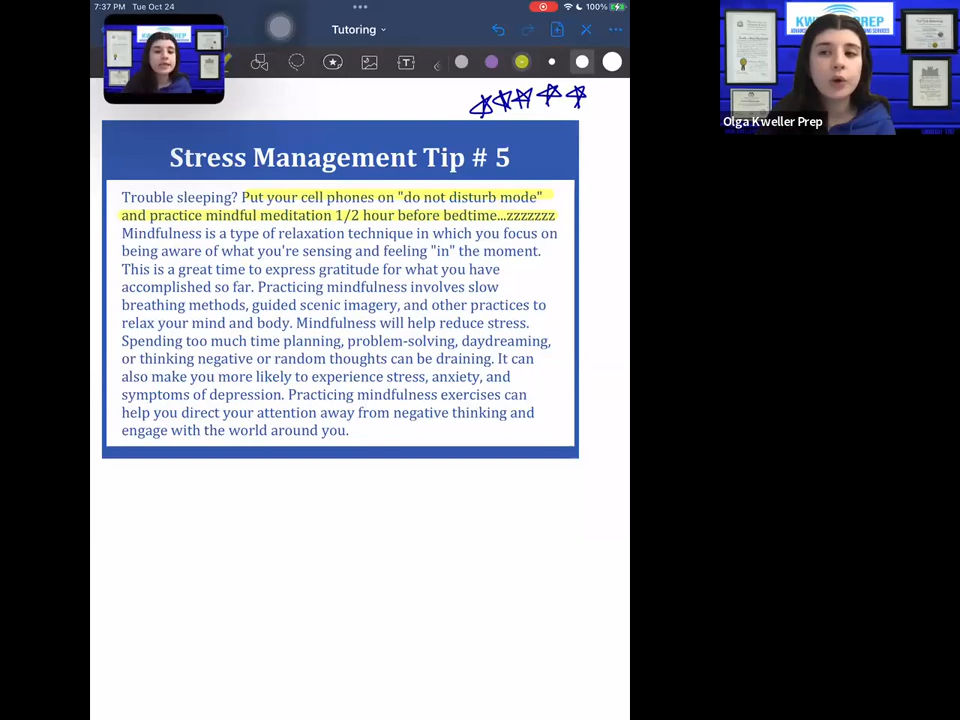 7:37 PM Tue Oct 24
100%
Tutoring
Stress Management Tip # 5
Trouble sleeping? Put your cell phones on "do not disturb mode"
and practice mindful meditation 1/2 hour before bedtime...zzzzzzz
Mindfulness is a type of relaxation technique in which you focus on
being aware of what you're sensing and feeling "in" the moment.
This is a great time to express gratitude for what you have
accomplished so far. Practicing mindfulness involves slow
breathing methods, guided scenic imagery, and other practices to
relax your mind and body. Mindfulness will help reduce stress.
Spending too much time planning, problem-solving, daydreaming,
or thinking negative or random thoughts can be draining. It can
also make you more likely to experience stress, anxiety, and
symptoms of depression. Practicing mindfulness exercises can
help you direct your attention away from negative thinking and
engage with the world around you.
Olga Kweller Prep